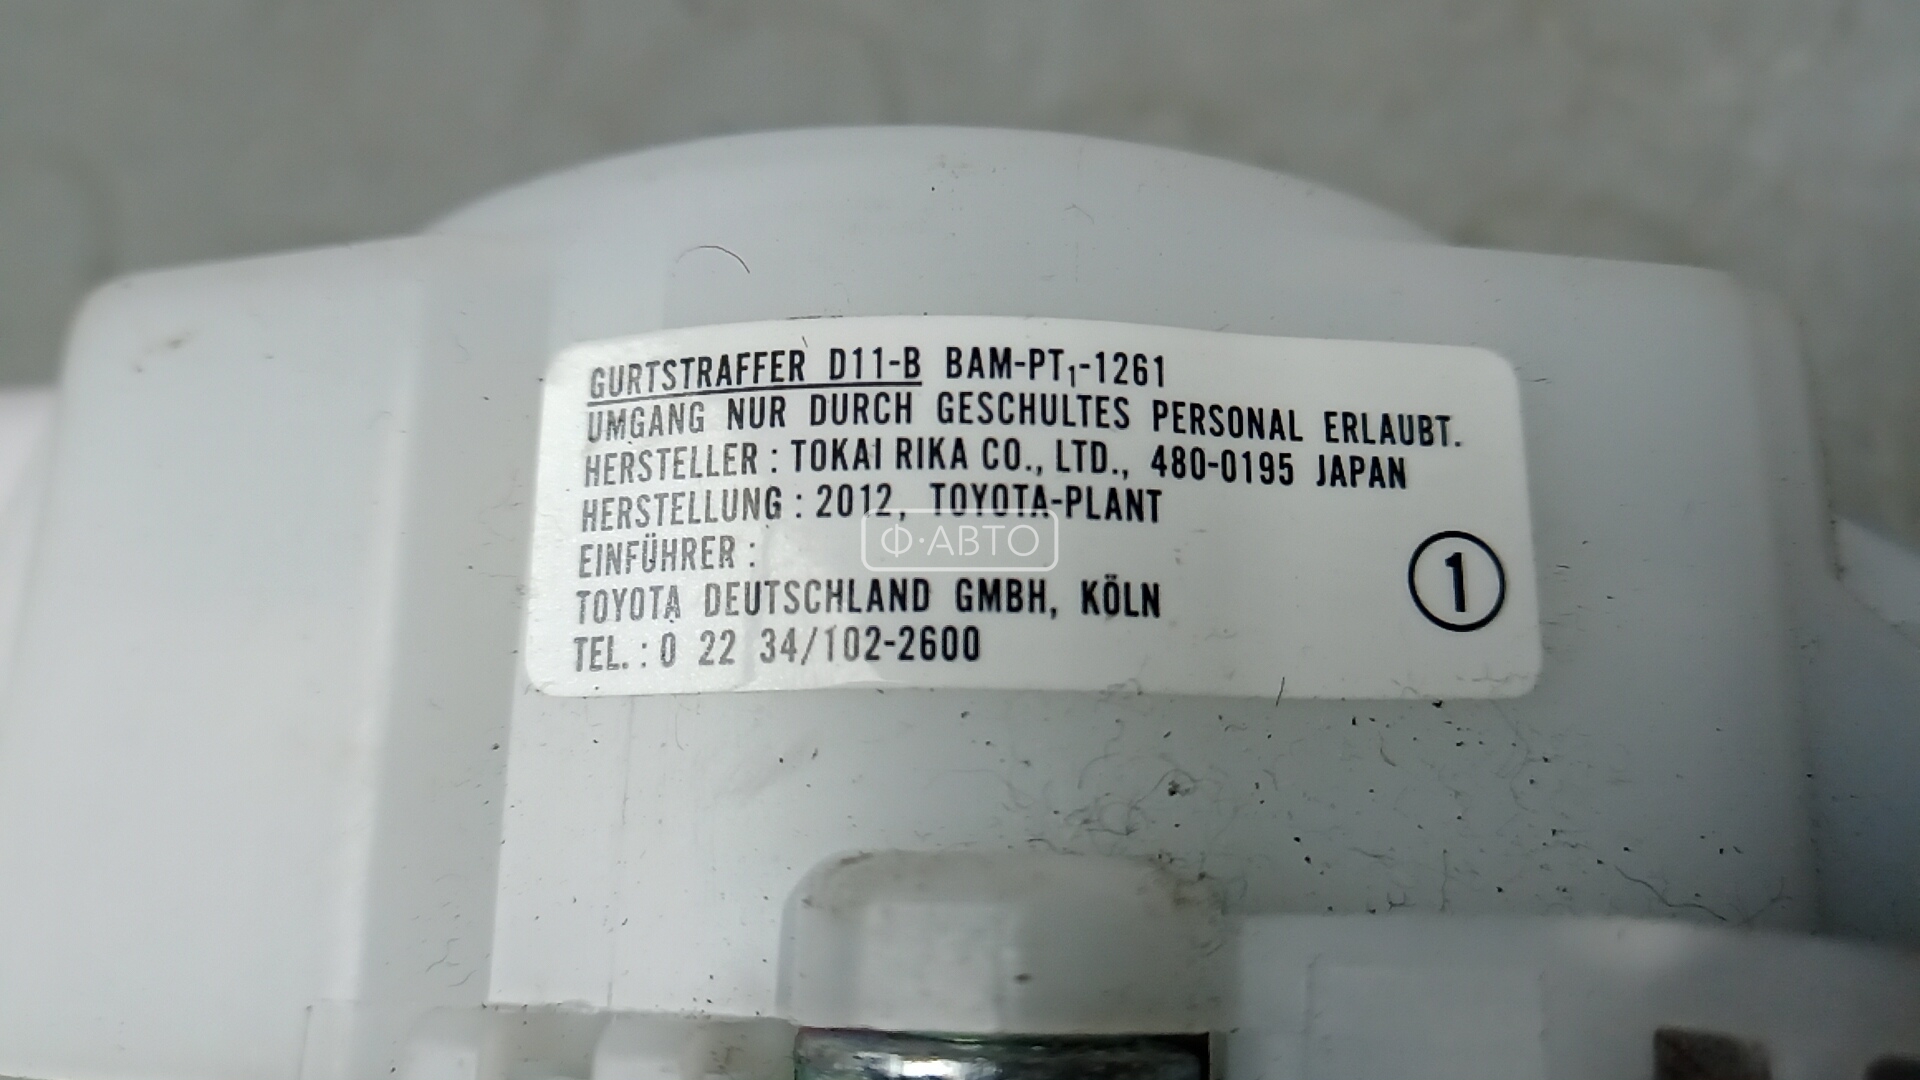 GURTSTRAFFER D11-B BAM-PT₁-1261
UMGANG NUR DURCH GESCHULTES PERSONAL ERLAUBT.
HERSTELLER : TOKAI RIKA CO., LTD., 480-0195 JAPAN
HERSTELLUNG : 2012, TOYOTA-PLANT
Ф·АВТО
EINFÜHRER :
TOYOTA DEUTSCHLAND GMBH, KÖLN
TEL. : 0 22 34/102-2600
1